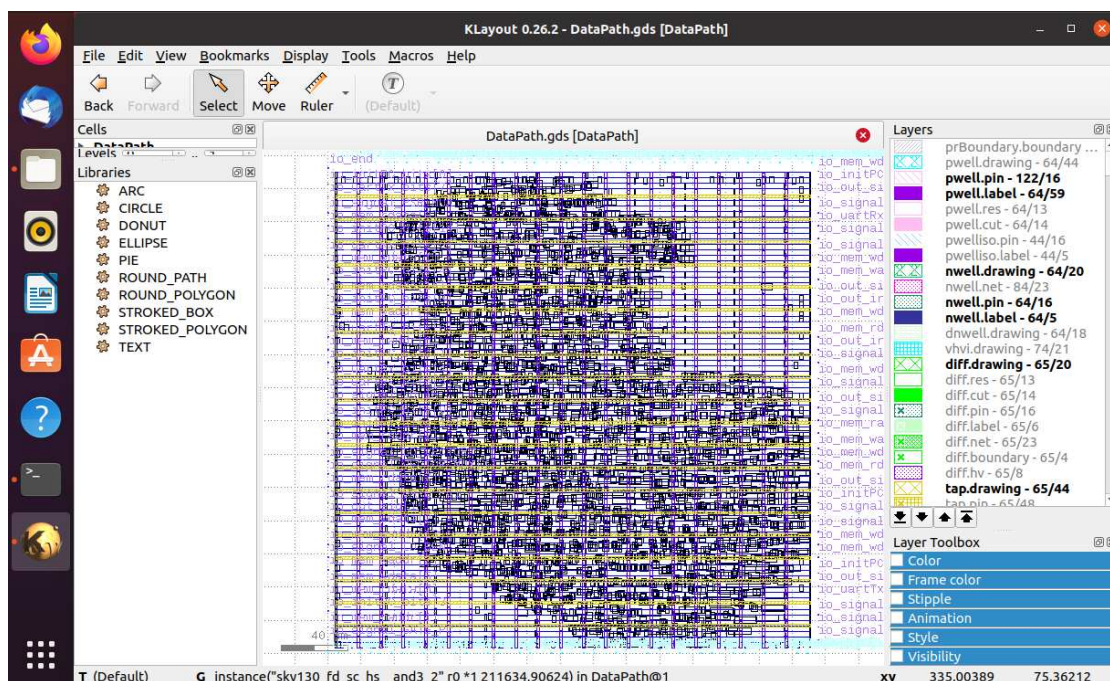 KLayout 0.26.2 - DataPath.gds [DataPath]
File Edit View Bookmarks Display Tools Macros Help
Back Forward Select Move Ruler T (Default)
Cells
DataPath
Levels
Libraries
ARC
CIRCLE
DONUT
ELLIPSE
PIE
ROUND_PATH
ROUND_POLYGON
STROKED_BOX
STROKED_POLYGON
TEXT
DataPath.gds [DataPath]
io_end
io_mem_wd
io_initPC
io_out_si
io_signal
io_uartRx
io_signal
io_signal
io_mem_wd
io_mem_wa
io_out_si
io_out_ir
io_signal
io_mem_rd
io_out_ir
io_signal
io_mem_wd
io_signal
io_out_si
io_signal
io_mem_ra
io_mem_wa
io_mem_rd
io_out_si
io_initPC
io_signal
io_mem_wd
io_mem_wd
io_initPC
io_out_si
io_uartTx
io_signal
io_signal
io_signal
40
Layers
prBoundary.boundary ...
pwell.drawing - 64/44
pwell.pin - 122/16
pwell.label - 64/59
pwell.res - 64/13
pwell.cut - 64/14
pwelliso.pin - 44/16
pwelliso.label - 44/5
nwell.drawing - 64/20
nwell.net - 84/23
nwell.pin - 64/16
nwell.label - 64/5
dnwell.drawing - 64/18
vhvi.drawing - 74/21
diff.drawing - 65/20
diff.res - 65/13
diff.cut - 65/14
diff.pin - 65/16
diff.label - 65/6
diff.net - 65/23
diff.boundary - 65/4
diff.hv - 65/8
tap.drawing - 65/44
tap.pin - 65/48
Layer Toolbox
Color
Frame color
Stipple
Animation
Style
Visibility
T (Default) G instance("sky130_fd_sc_hs__and3_2" r0 *1 211634,90624) in DataPath@1 xy 335.00389 75.36212